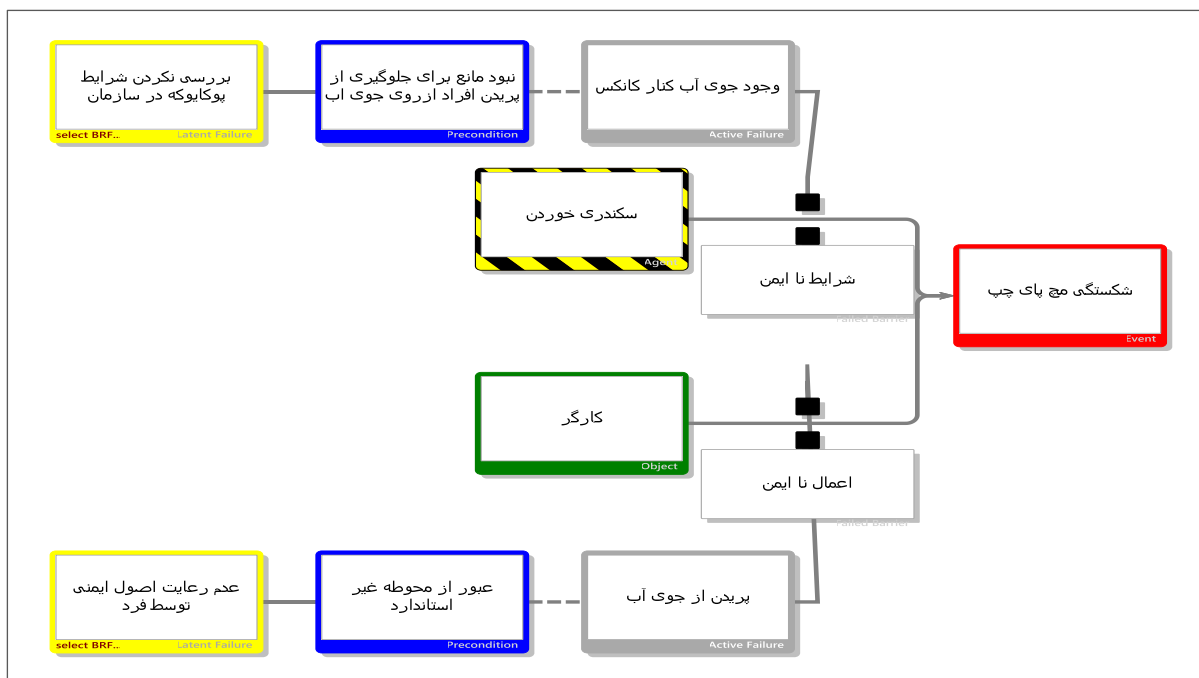 بررسی نکردن شرایط
پوکایوکه در سازمان
select BRF...
Latent Failure
نبود مانع برای جلوگیری از
پریدن افراد ازروی جوی اب
Precondition
وجود جوی آب کنار کانکس
Active Failure
سکندری خوردن
شرایط نا ایمن
Failed Barrier
شکستگی مچ پای چپ
Event
کارگر
Object
اعمال نا ایمن
Failed Barrier
عدم رعایت اصول ایمنی
توسط فرد
select BRF...
Latent Failure
عبور از محوطه غیر
استاندارد
Precondition
پریدن از جوی آب
Active Failure